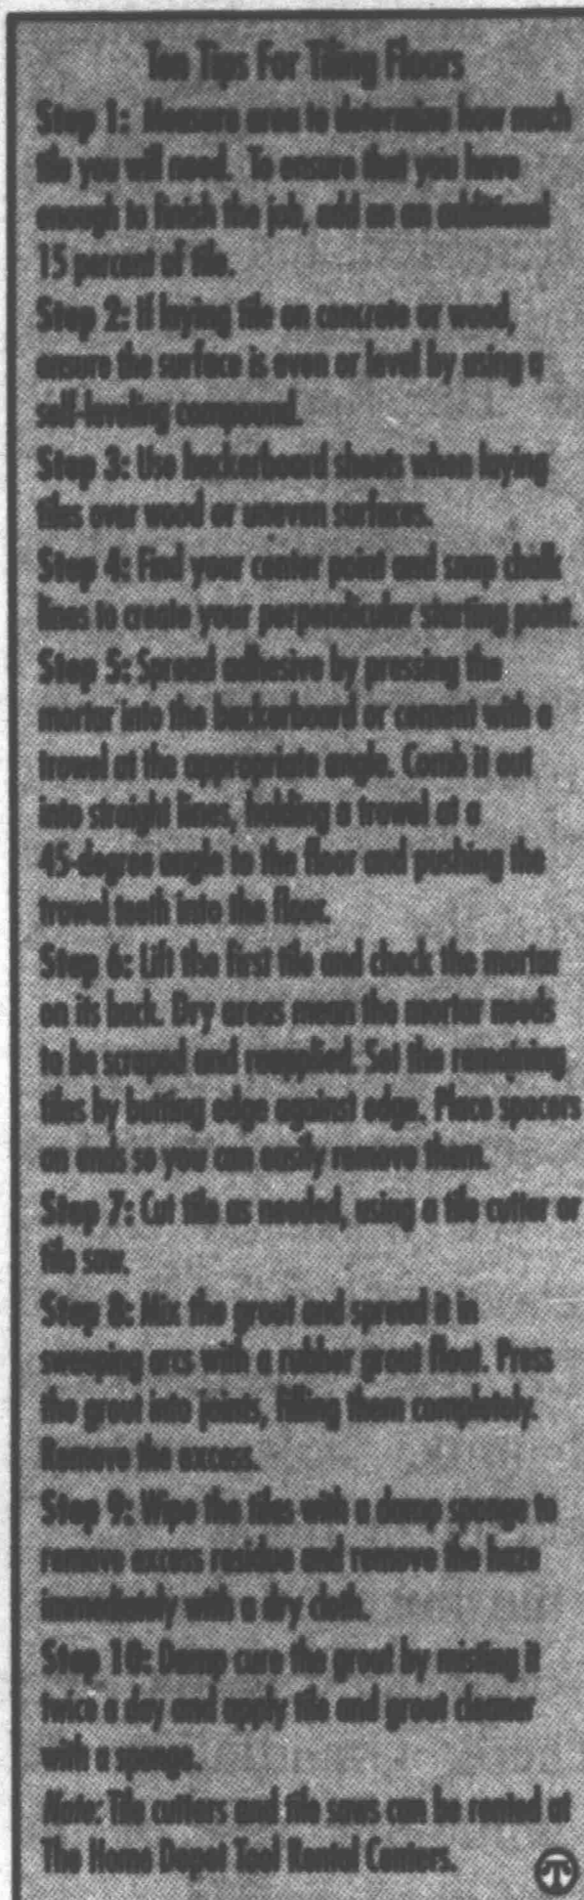 Ten Tips For Tiling Floors
Step 1: Measure area to determine how much
tile you will need. To ensure that you have
enough to finish the job, add on an additional
15 percent of tile.
Step 2: If laying tile on concrete or wood,
ensure the surface is even or level by using a
self-leveling compound.
Step 3: Use backerboard sheets when laying
tiles over wood or uneven surfaces.
Step 4: Find your center point and snap chalk
lines to create your perpendicular starting point.
Step 5: Spread adhesive by pressing the
mortar into the backerboard or cement with a
trowel at the appropriate angle. Comb it out
into straight lines, holding a trowel at a
45-degree angle to the floor and pushing the
trowel teeth into the floor.
Step 6: Lift the first tile and check the mortar
on its back. Dry areas mean the mortar needs
to be scraped and reapplied. Set the remaining
tiles by butting edge against edge. Place spacers
on ends so you can easily remove them.
Step 7: Cut tile as needed, using a tile cutter or
tile saw.
Step 8: Mix the grout and spread it in
sweeping arcs with a rubber grout float. Press
the grout into joints, filling them completely.
Remove the excess.
Step 9: Wipe the tiles with a damp sponge to
remove excess residue and remove the haze
immediately with a dry cloth.
Step 10: Damp cure the grout by misting it
twice a day and apply tile and grout cleaner
with a sponge.
Note: Tile cutters and tile saws can be rented at
The Home Depot Tool Rental Centers.